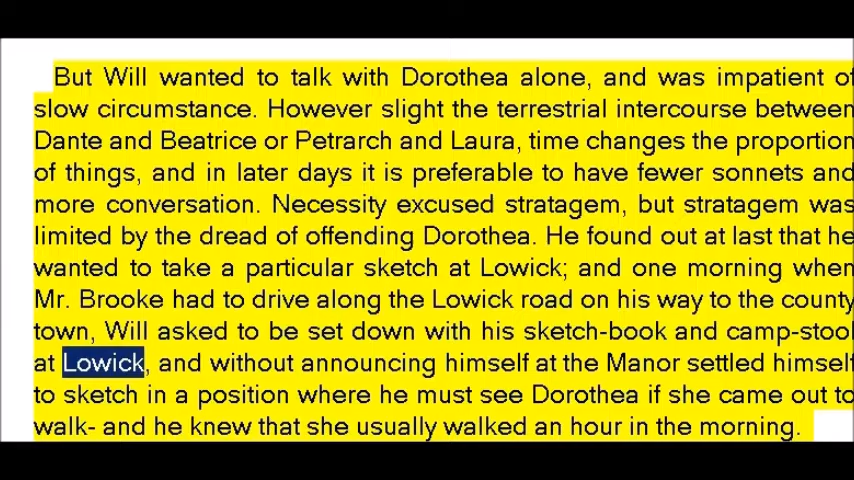 But Will wanted to talk with Dorothea alone, and was impatient of
slow circumstance. However slight the terrestrial intercourse between
Dante and Beatrice or Petrarch and Laura, time changes the proportion
of things, and in later days it is preferable to have fewer sonnets and
more conversation. Necessity excused stratagem, but stratagem was
limited by the dread of offending Dorothea. He found out at last that he
wanted to take a particular sketch at Lowick; and one morning when
Mr. Brooke had to drive along the Lowick road on his way to the county
town, Will asked to be set down with his sketch-book and camp-stool
at Lowick, and without announcing himself at the Manor settled himself
to sketch in a position where he must see Dorothea if she came out to
walk- and he knew that she usually walked an hour in the morning.